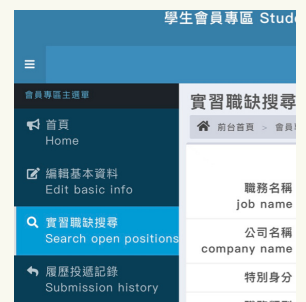 學生會員專區 Stude
會員專區主選單
實習職缺搜尋
首頁
Home
前台首頁 > 會員
編輯基本資料
Edit basic info
職務名稱
job name
實習職缺搜尋
Search open positions
公司名稱
company name
履歷投遞記錄
Submission history
特別身分